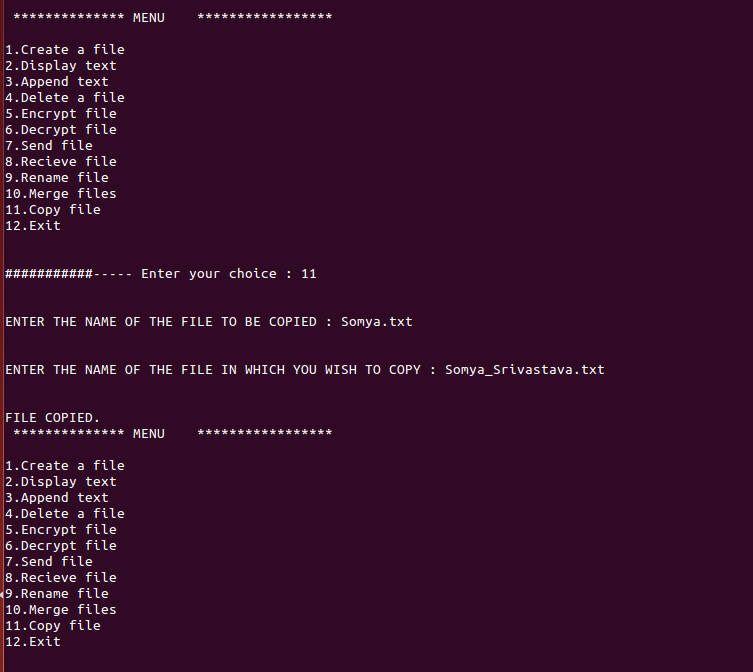 ************** MENU    *****************
1.Create a file
2.Display text
3.Append text
4.Delete a file
5.Encrypt file
6.Decrypt file
7.Send file
8.Recieve file
9.Rename file
10.Merge files
11.Copy file
12.Exit
###########----- Enter your choice : 11
ENTER THE NAME OF THE FILE TO BE COPIED : Somya.txt
ENTER THE NAME OF THE FILE IN WHICH YOU WISH TO COPY : Somya_Srivastava.txt
FILE COPIED.
************** MENU    *****************
1.Create a file
2.Display text
3.Append text
4.Delete a file
5.Encrypt file
6.Decrypt file
7.Send file
8.Recieve file
9.Rename file
10.Merge files
11.Copy file
12.Exit